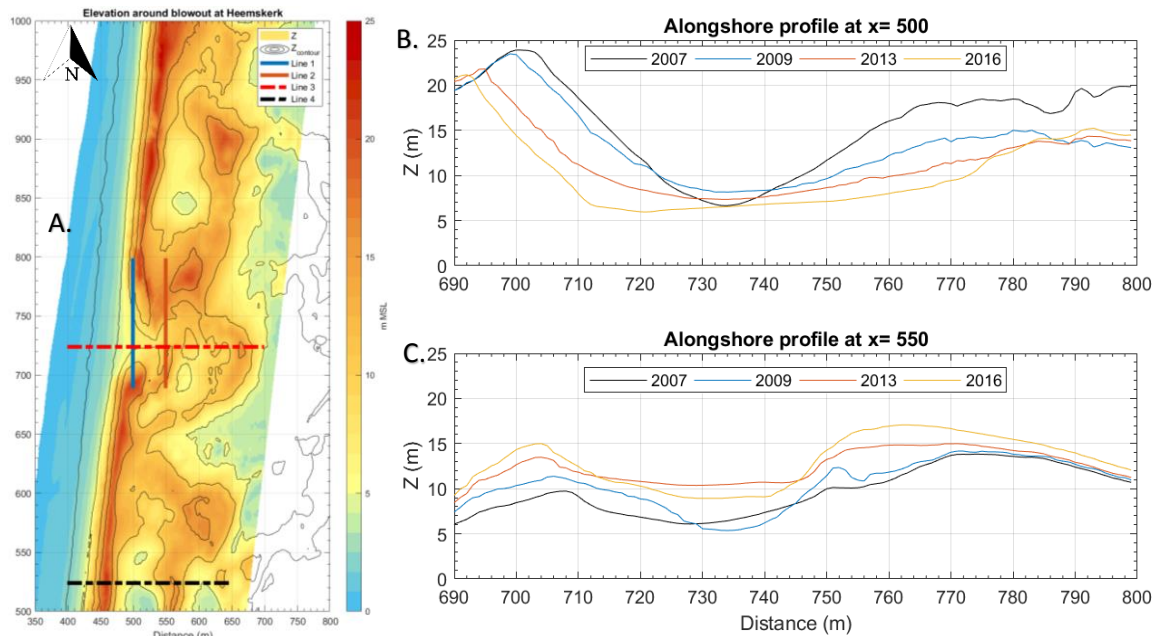 Elevation around blowout at Heemskerk
A.
N
Z
Zcontour
Line 1
Line 2
Line 3
Line 4
1000
950
900
850
800
750
700
650
600
550
500
350 400 450 500 550 600 650 700 750 800
Distance (m)
25
20
15
10
5
0
m MSL
B.
Alongshore profile at x= 500
2007 2009 2013 2016
Z (m)
25
20
15
10
5
0
690 700 710 720 730 740 750 760 770 780 790 800
C.
Alongshore profile at x= 550
2007 2009 2013 2016
Z (m)
25
20
15
10
5
0
690 700 710 720 730 740 750 760 770 780 790 800
Distance (m)